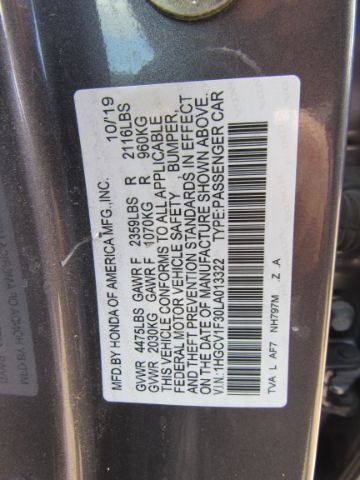 MFD.BY HONDA OF AMERICA MFG.,INC. 10/'19
GVWR 4475LBS GAWR F 2359LBS R 2116LBS
GVWR 2030KG GAWR F 1070KG R 960KG
THIS VEHICLE CONFORMS TO ALL APPLICABLE
FEDERAL MOTOR VEHICLE SAFETY BUMPER,
AND THEFT PREVENTION STANDARDS IN EFFECT
ON THE DATE OF MANUFACTURE SHOWN ABOVE.
V.I.N.:1HGCV1F30LA013322 TYPE:PASSENGER CAR
TVA L AF7 NH797M Z A